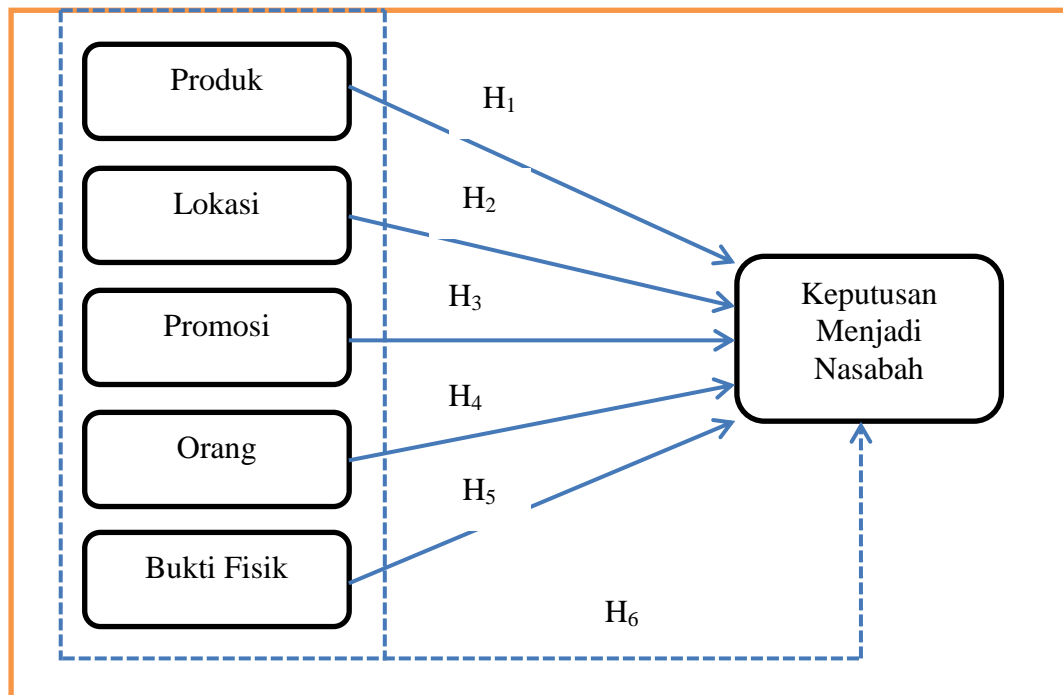 Produk
H₁
Lokasi
H₂
Promosi
H₃
Orang
H₄
Bukti Fisik
H₅
Keputusan
Menjadi
Nasabah
H₆